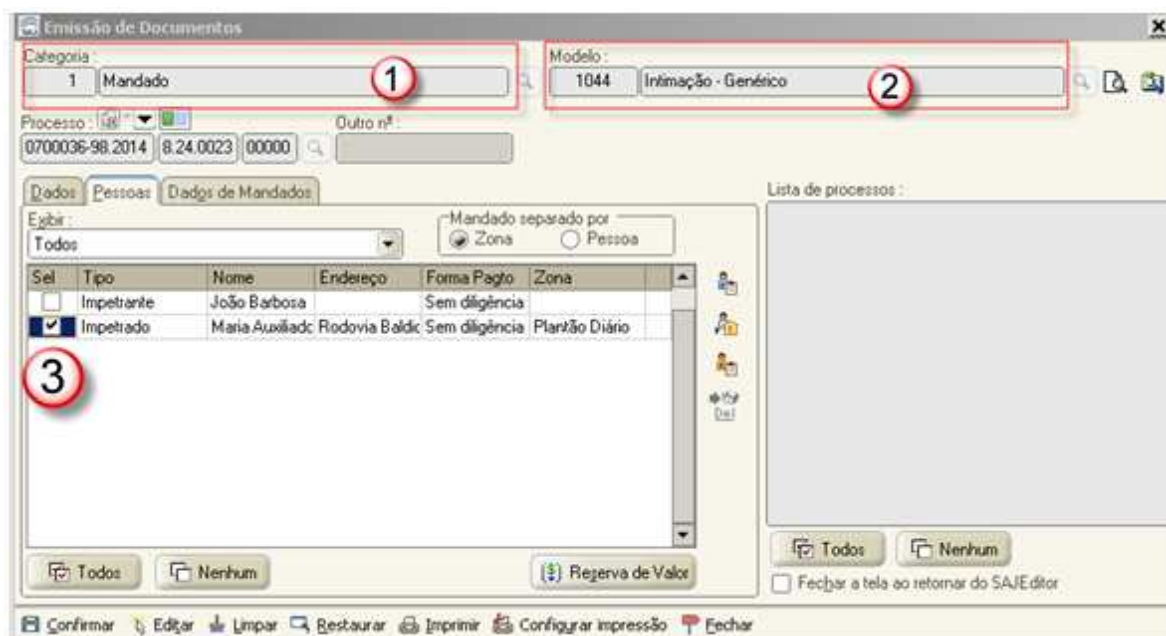 Emissão de Documentos
Categoria : Modelo :
1 Mandado 1 1044 Intimação - Genérico 2
Processo : Outro nº :
0700036-98.2014 8.24.0023 00000
Dados Pessoas Dados de Mandados Lista de processos :
Exibir : Mandado separado por
Todos Zona Pessoa
Sel Tipo Nome Endereço Forma Pagto Zona
Impetrante João Barbosa Sem diligência
Impetrado Maria Auxiliadc Rodovia Baldic Sem diligência Plantão Diário
3
Del
Todos Nenhum Reserva de Valor Todos Nenhum
Fechar a tela ao retornar do SAJEditor
Confirmar Editar Limpar Restaurar Imprimir Configurar impressão Fechar